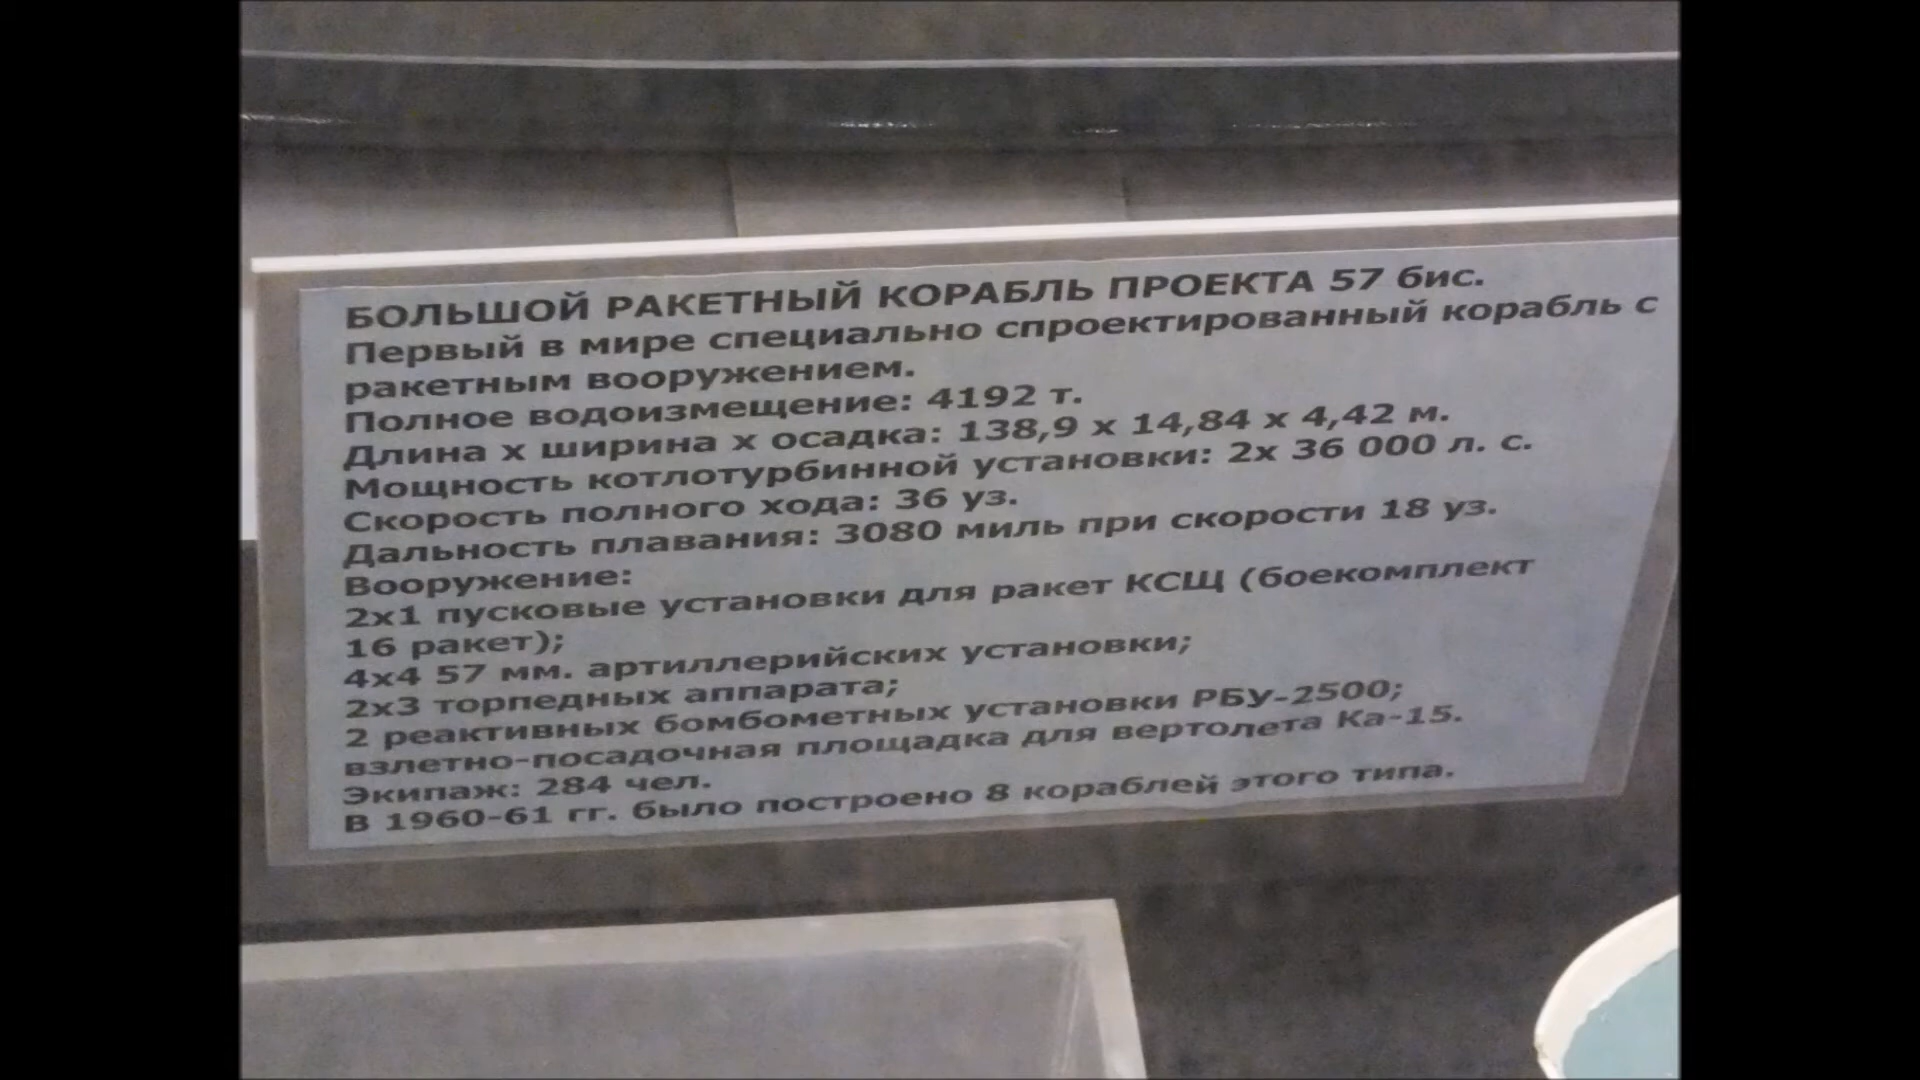 БОЛЬШОЙ РАКЕТНЫЙ КОРАБЛЬ ПРОЕКТА 57 бис.
Первый в мире специально спроектированный корабль с
ракетным вооружением.
Полное водоизмещение: 4192 т.
Длина х ширина х осадка: 138,9 х 14,84 х 4,42 м.
Мощность котлотурбинной установки: 2х 36 000 л. с.
Скорость полного хода: 36 уз.
Дальность плавания: 3080 миль при скорости 18 уз.
Вооружение:
2х1 пусковые установки для ракет КСЩ (боекомплект
16 ракет);
4х4 57 мм. артиллерийских установки;
2х3 торпедных аппарата;
2 реактивных бомбометных установки РБУ-2500;
взлетно-посадочная площадка для вертолета Ка-15.
Экипаж: 284 чел.
В 1960-61 гг. было построено 8 кораблей этого типа.